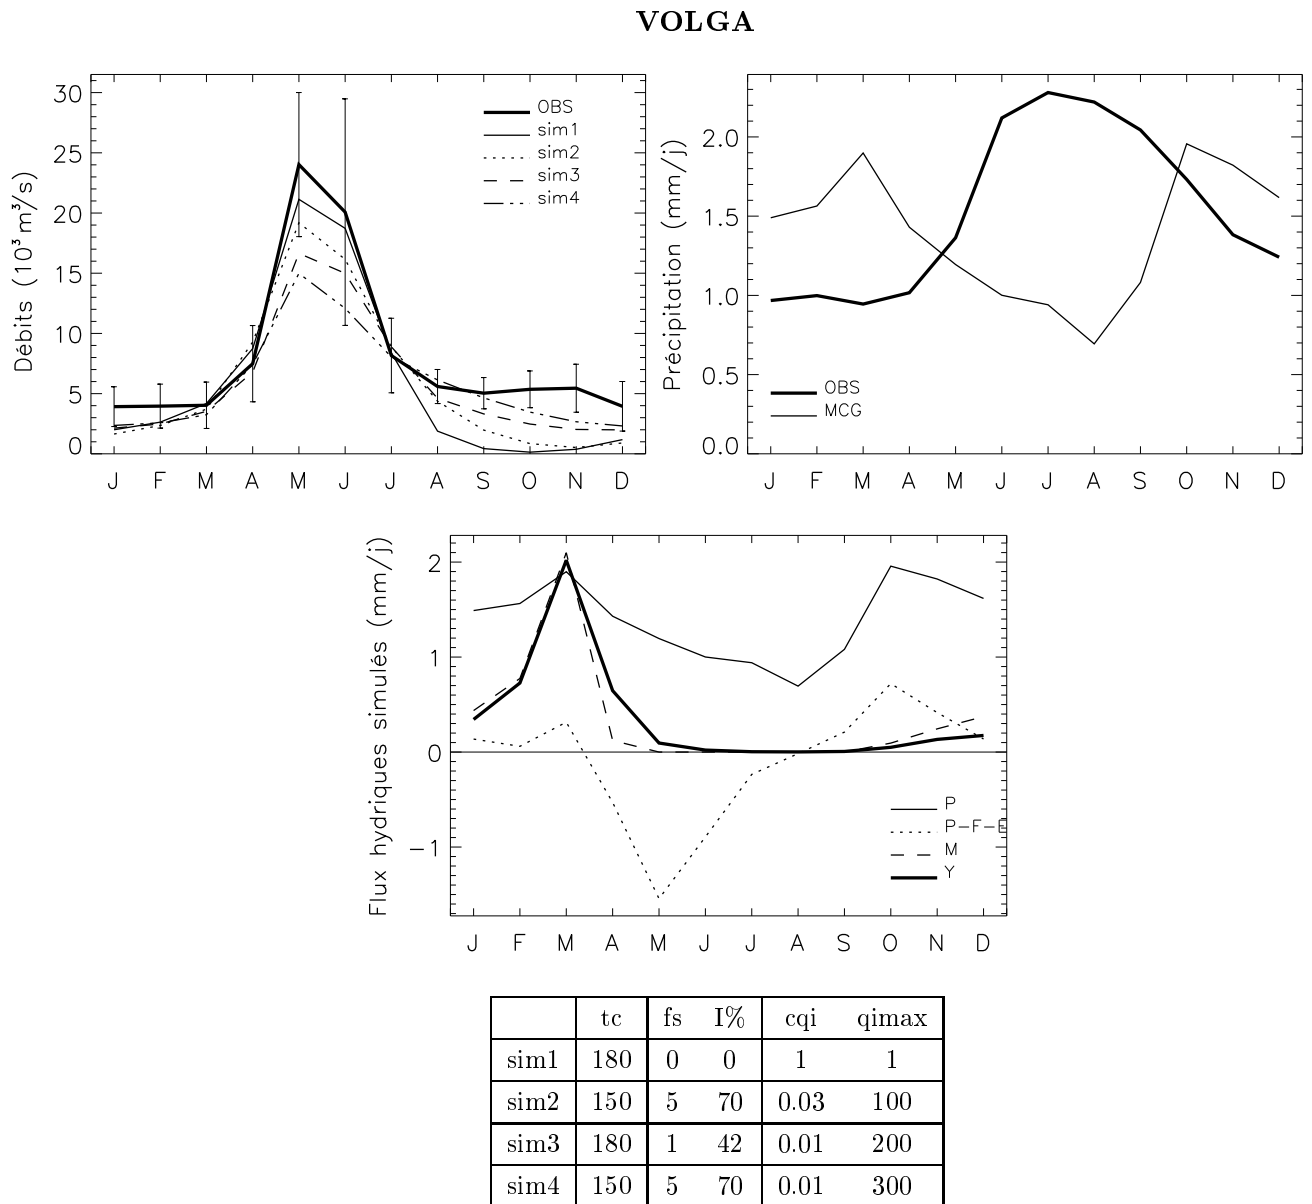 VOLGA
Débits (10³ m³/s)
30
25
20
15
10
5
0
OBS
sim1
sim2
sim3
sim4
J F M A M J J A S O N D
Précipitation (mm/j)
2.0
1.5
1.0
0.5
0.0
OBS
MCG
J F M A M J J A S O N D
Flux hydriques simulés (mm/j)
2
1
0
−1
P
P−F−E
M
Y
J F M A M J J A S O N D
tc fs I% cqi qimax
sim1 180 0 0 1 1
sim2 150 5 70 0.03 100
sim3 180 1 42 0.01 200
sim4 150 5 70 0.01 300